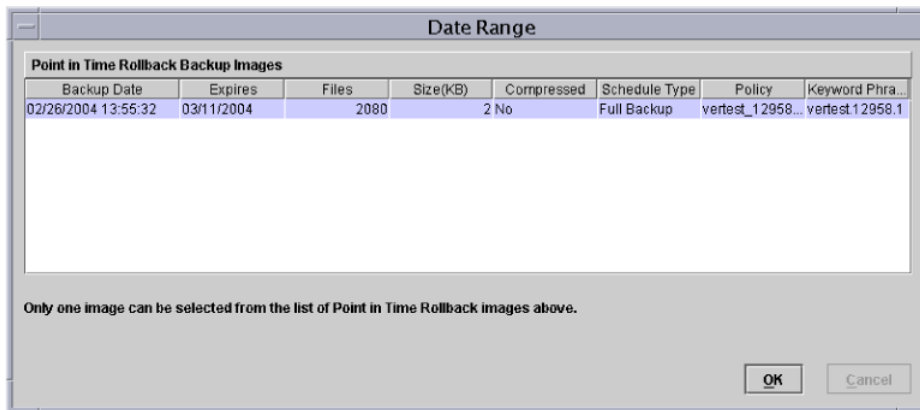 Date Range
Point in Time Rollback Backup Images
Backup Date Expires Files Size(KB) Compressed Schedule Type Policy Keyword Phra...
02/26/2004 13:55:32 03/11/2004 2080 2 No Full Backup vertest_12958... vertest.12958.1
Only one image can be selected from the list of Point in Time Rollback images above.
OK Cancel